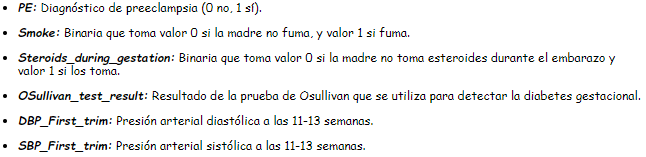 • PE: Diagnóstico de preeclampsia (0 no, 1 sí).
• Smoke: Binaria que toma valor 0 si la madre no fuma, y valor 1 si fuma.
• Steroids_during_gestation: Binaria que toma valor 0 si la madre no toma esteroides durante el embarazo y
valor 1 si los toma.
• OSullivan_test_result: Resultado de la prueba de Osullivan que se utiliza para detectar la diabetes gestacional.
• DBP_First_trim: Presión arterial diastólica a las 11-13 semanas.
• SBP_First_trim: Presión arterial sistólica a las 11-13 semanas.